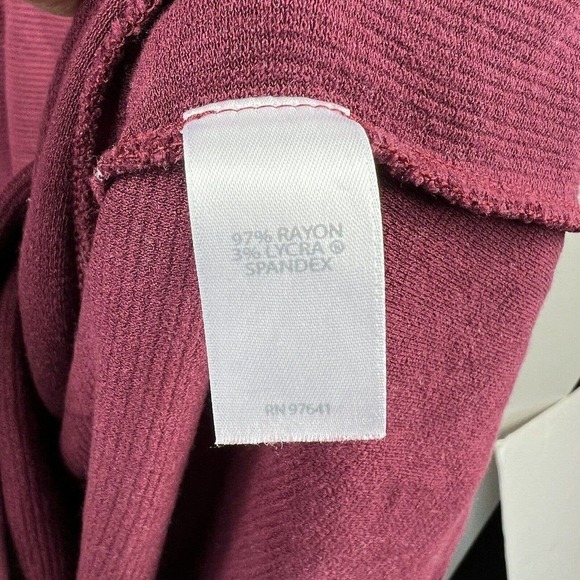 97% RAYON
3% LYCRA ®
SPANDEX
RN 97641